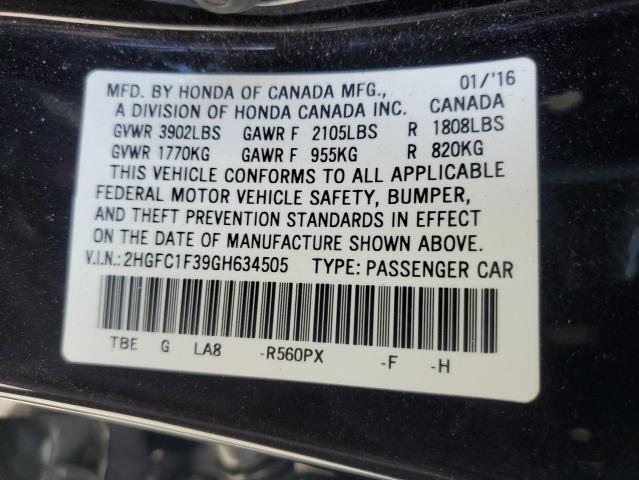 MFD. BY HONDA OF CANADA MFG., 01/'16
A DIVISION OF HONDA CANADA INC. CANADA
GVWR 3902LBS GAWR F 2105LBS R 1808LBS
GVWR 1770KG GAWR F 955KG R 820KG
THIS VEHICLE CONFORMS TO ALL APPLICABLE
FEDERAL MOTOR VEHICLE SAFETY, BUMPER,
AND THEFT PREVENTION STANDARDS IN EFFECT
ON THE DATE OF MANUFACTURE SHOWN ABOVE.
V.I.N.:2HGFC1F39GH634505 TYPE: PASSENGER CAR
TBE G LA8 -R560PX -F -H